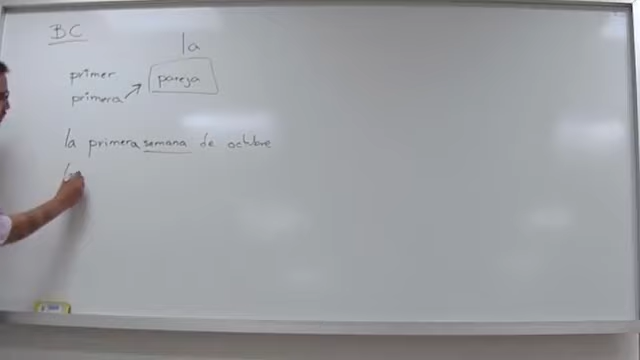 BC
la
primer
pareja
primera
la primera semana de octubre